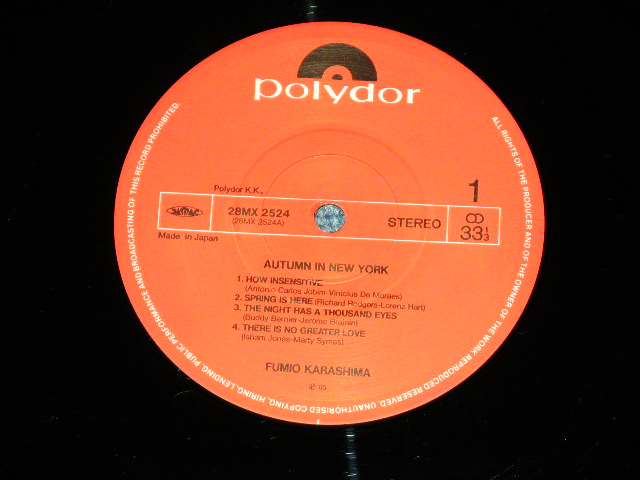 polydor
Polydor K.K.,
1
JASRAC
28MX 2524
(28MX 2524A)
STEREO
33 1/3
Made in Japan
AUTUMN IN NEW YORK
1. HOW INSENSITIVE
(Antonio Carlos Jobim-Vinicius De Moraes)
2. SPRING IS HERE (Richard Rodgers-Lorenz Hart)
3. THE NIGHT HAS A THOUSAND EYES
(Buddy Bernier-Jerome Brainin)
4. THERE IS NO GREATER LOVE
(Isham Jones-Marty Symes)
FUMIO KARASHIMA
ALL RIGHTS OF THE PRODUCER AND OF THE OWNER OF THE WORK REPRODUCED RESERVED. UNAUTHORISED COPYING, HIRING, LENDING, PUBLIC PERFORMANCE AND BROADCASTING OF THIS RECORD PROHIBITED.